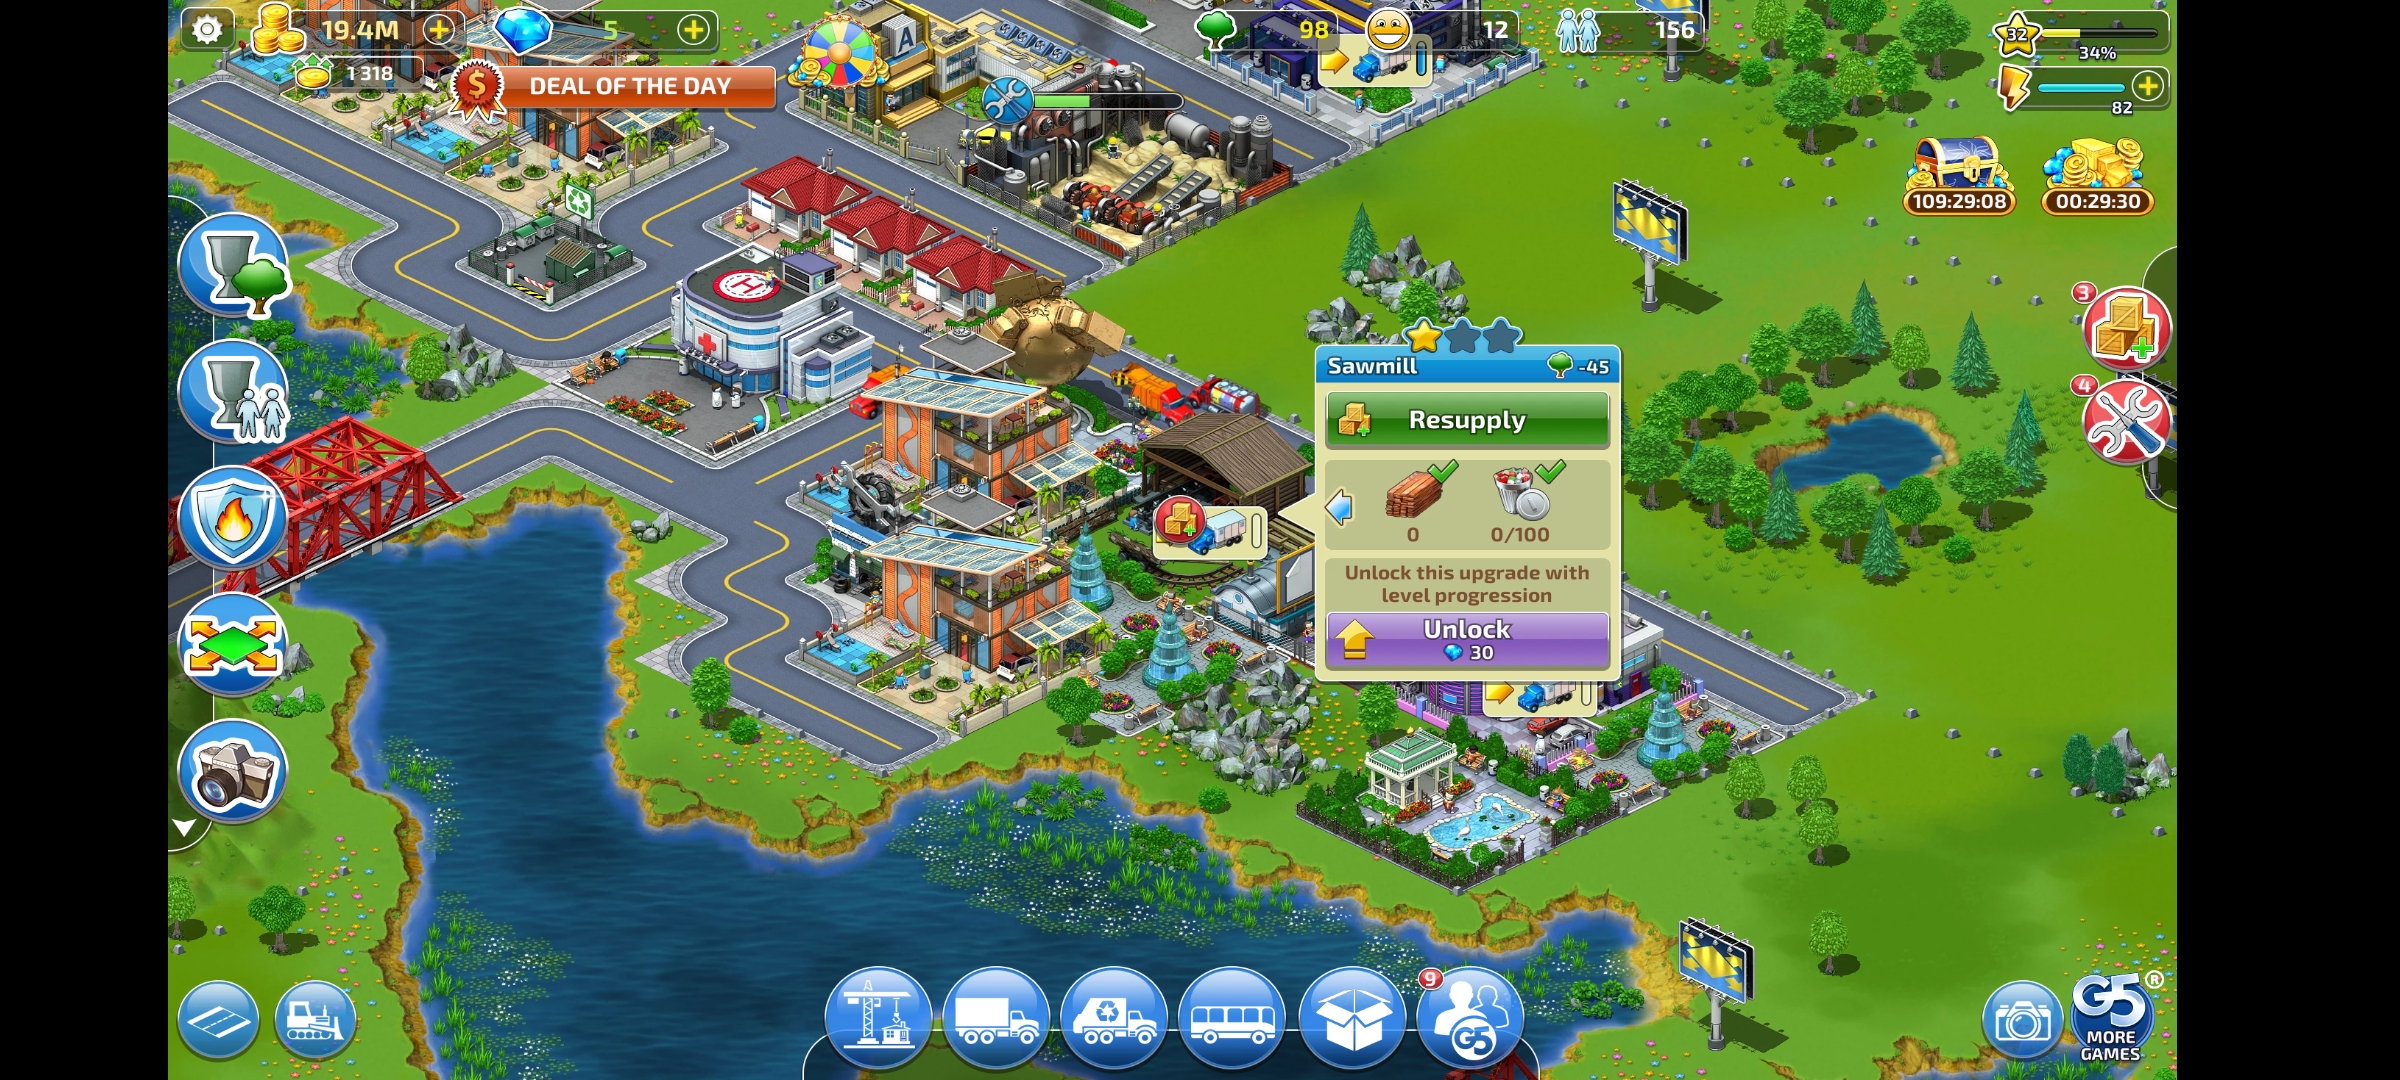 19.4M
5
98
12
156
32
34%
1 318
DEAL OF THE DAY
A
82
109:29:08
00:29:30
H
3
4
Sawmill
-45
Resupply
0
0/100
Unlock this upgrade with
level progression
Unlock
30
9
A
G5
G5
®
MORE
GAMES